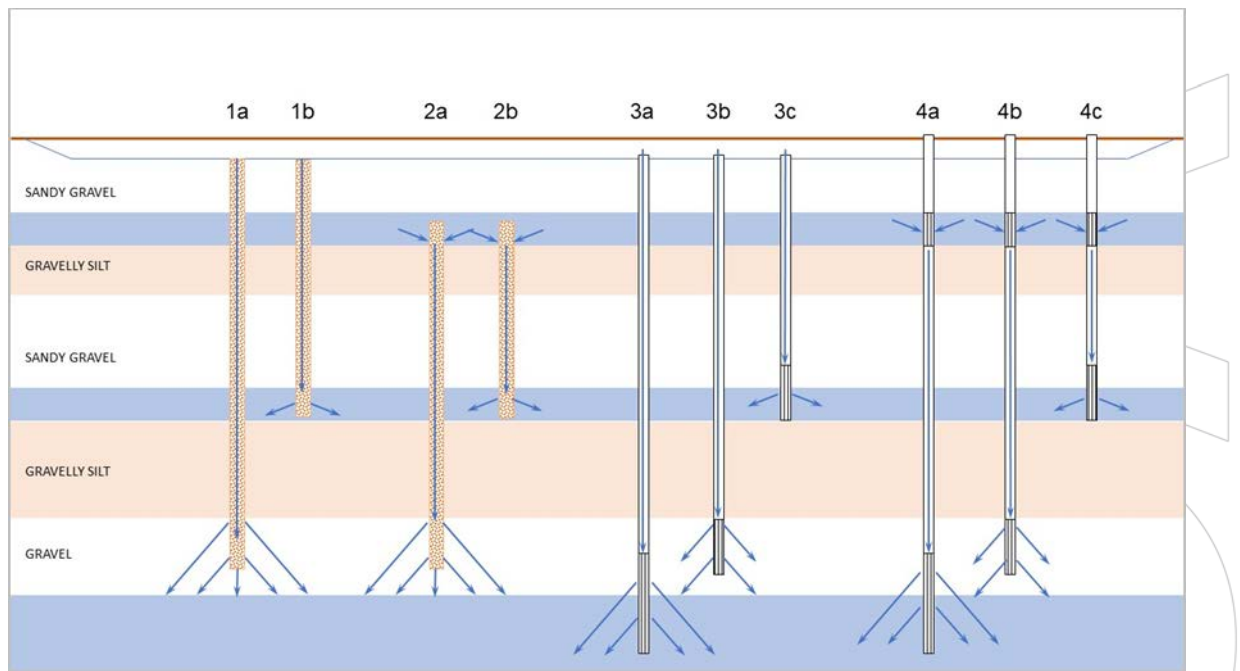 1a 1b 2a 2b 3a 3b 3c 4a 4b 4c
SANDY GRAVEL
GRAVELLY SILT
SANDY GRAVEL
GRAVELLY SILT
GRAVEL